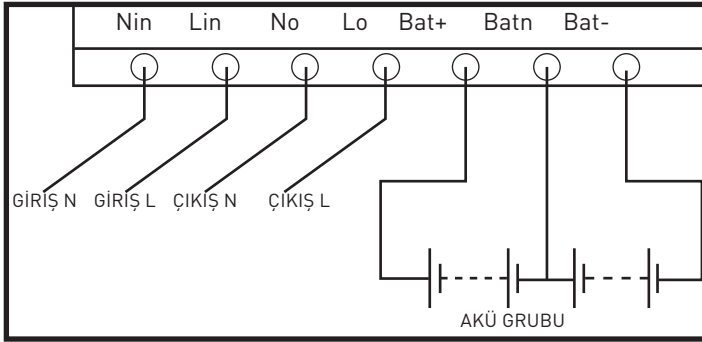 Nin Lin No Lo Bat+ Batn Bat-
GİRİŞ N GİRİŞ L ÇIKIŞ N ÇIKIŞ L
AKÜ GRUBU